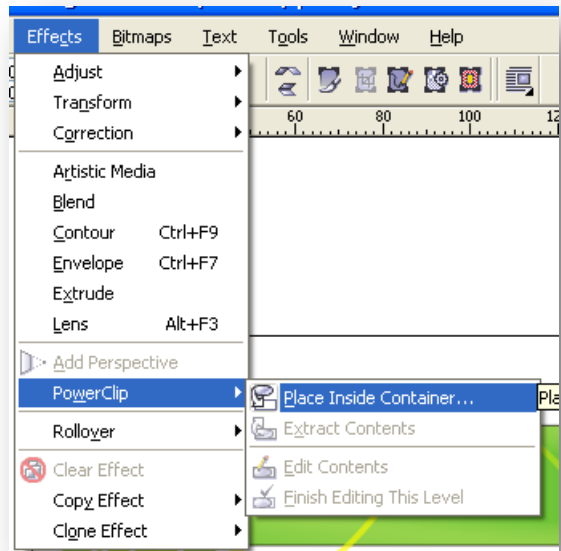 Effects Bitmaps Text Tools Window Help
Adjust
Transform
Correction
60 80 100
Artistic Media
Blend
Contour Ctrl+F9
Envelope Ctrl+F7
Extrude
Lens Alt+F3
Add Perspective
PowerClip
Place Inside Container...
Pla
Extract Contents
Rollover
Edit Contents
Clear Effect
Finish Editing This Level
Copy Effect
Clone Effect